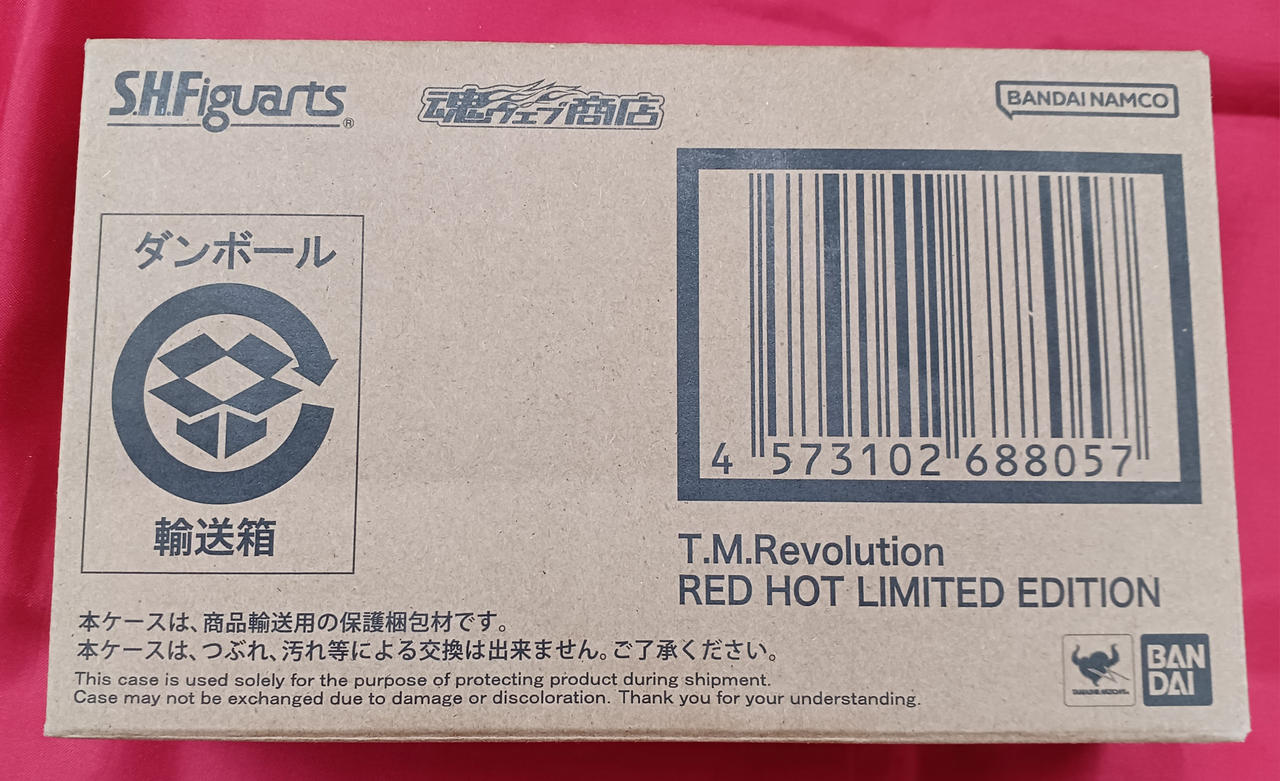 S.H.Figuarts®
魂ウェブ商店
BANDAI NAMCO
ダンボール
輸送箱
4 573102 688057
T.M.Revolution
RED HOT LIMITED EDITION
本ケースは、商品輸送用の保護梱包材です。
本ケースは、つぶれ、汚れ等による交換は出来ません。ご了承ください。
This case is used solely for the purpose of protecting product during shipment.
Case may not be exchanged due to damage or discoloration. Thank you for your understanding.
TAMASHII NATIONS
BAN
DAI